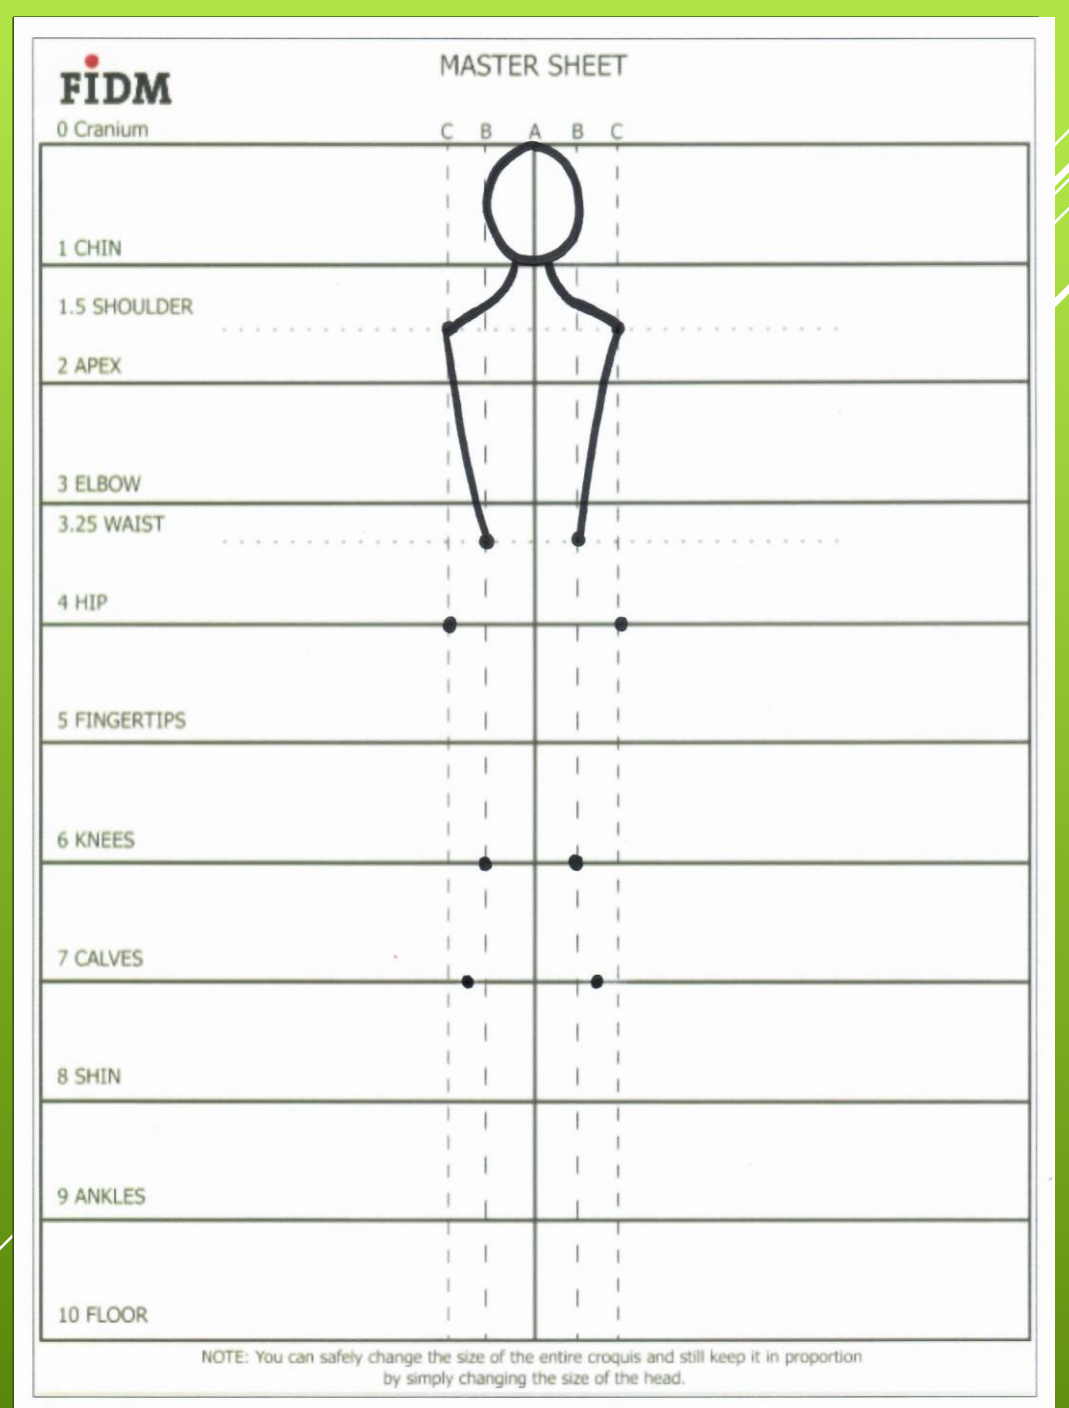 MASTER SHEET
FIDM
0 Cranium
C B A B C
1 CHIN
1.5 SHOULDER
2 APEX
3 ELBOW
3.25 WAIST
4 HIP
5 FINGERTIPS
6 KNEES
7 CALVES
8 SHIN
9 ANKLES
10 FLOOR
NOTE: You can safely change the size of the entire croquis and still keep it in proportion
by simply changing the size of the head.